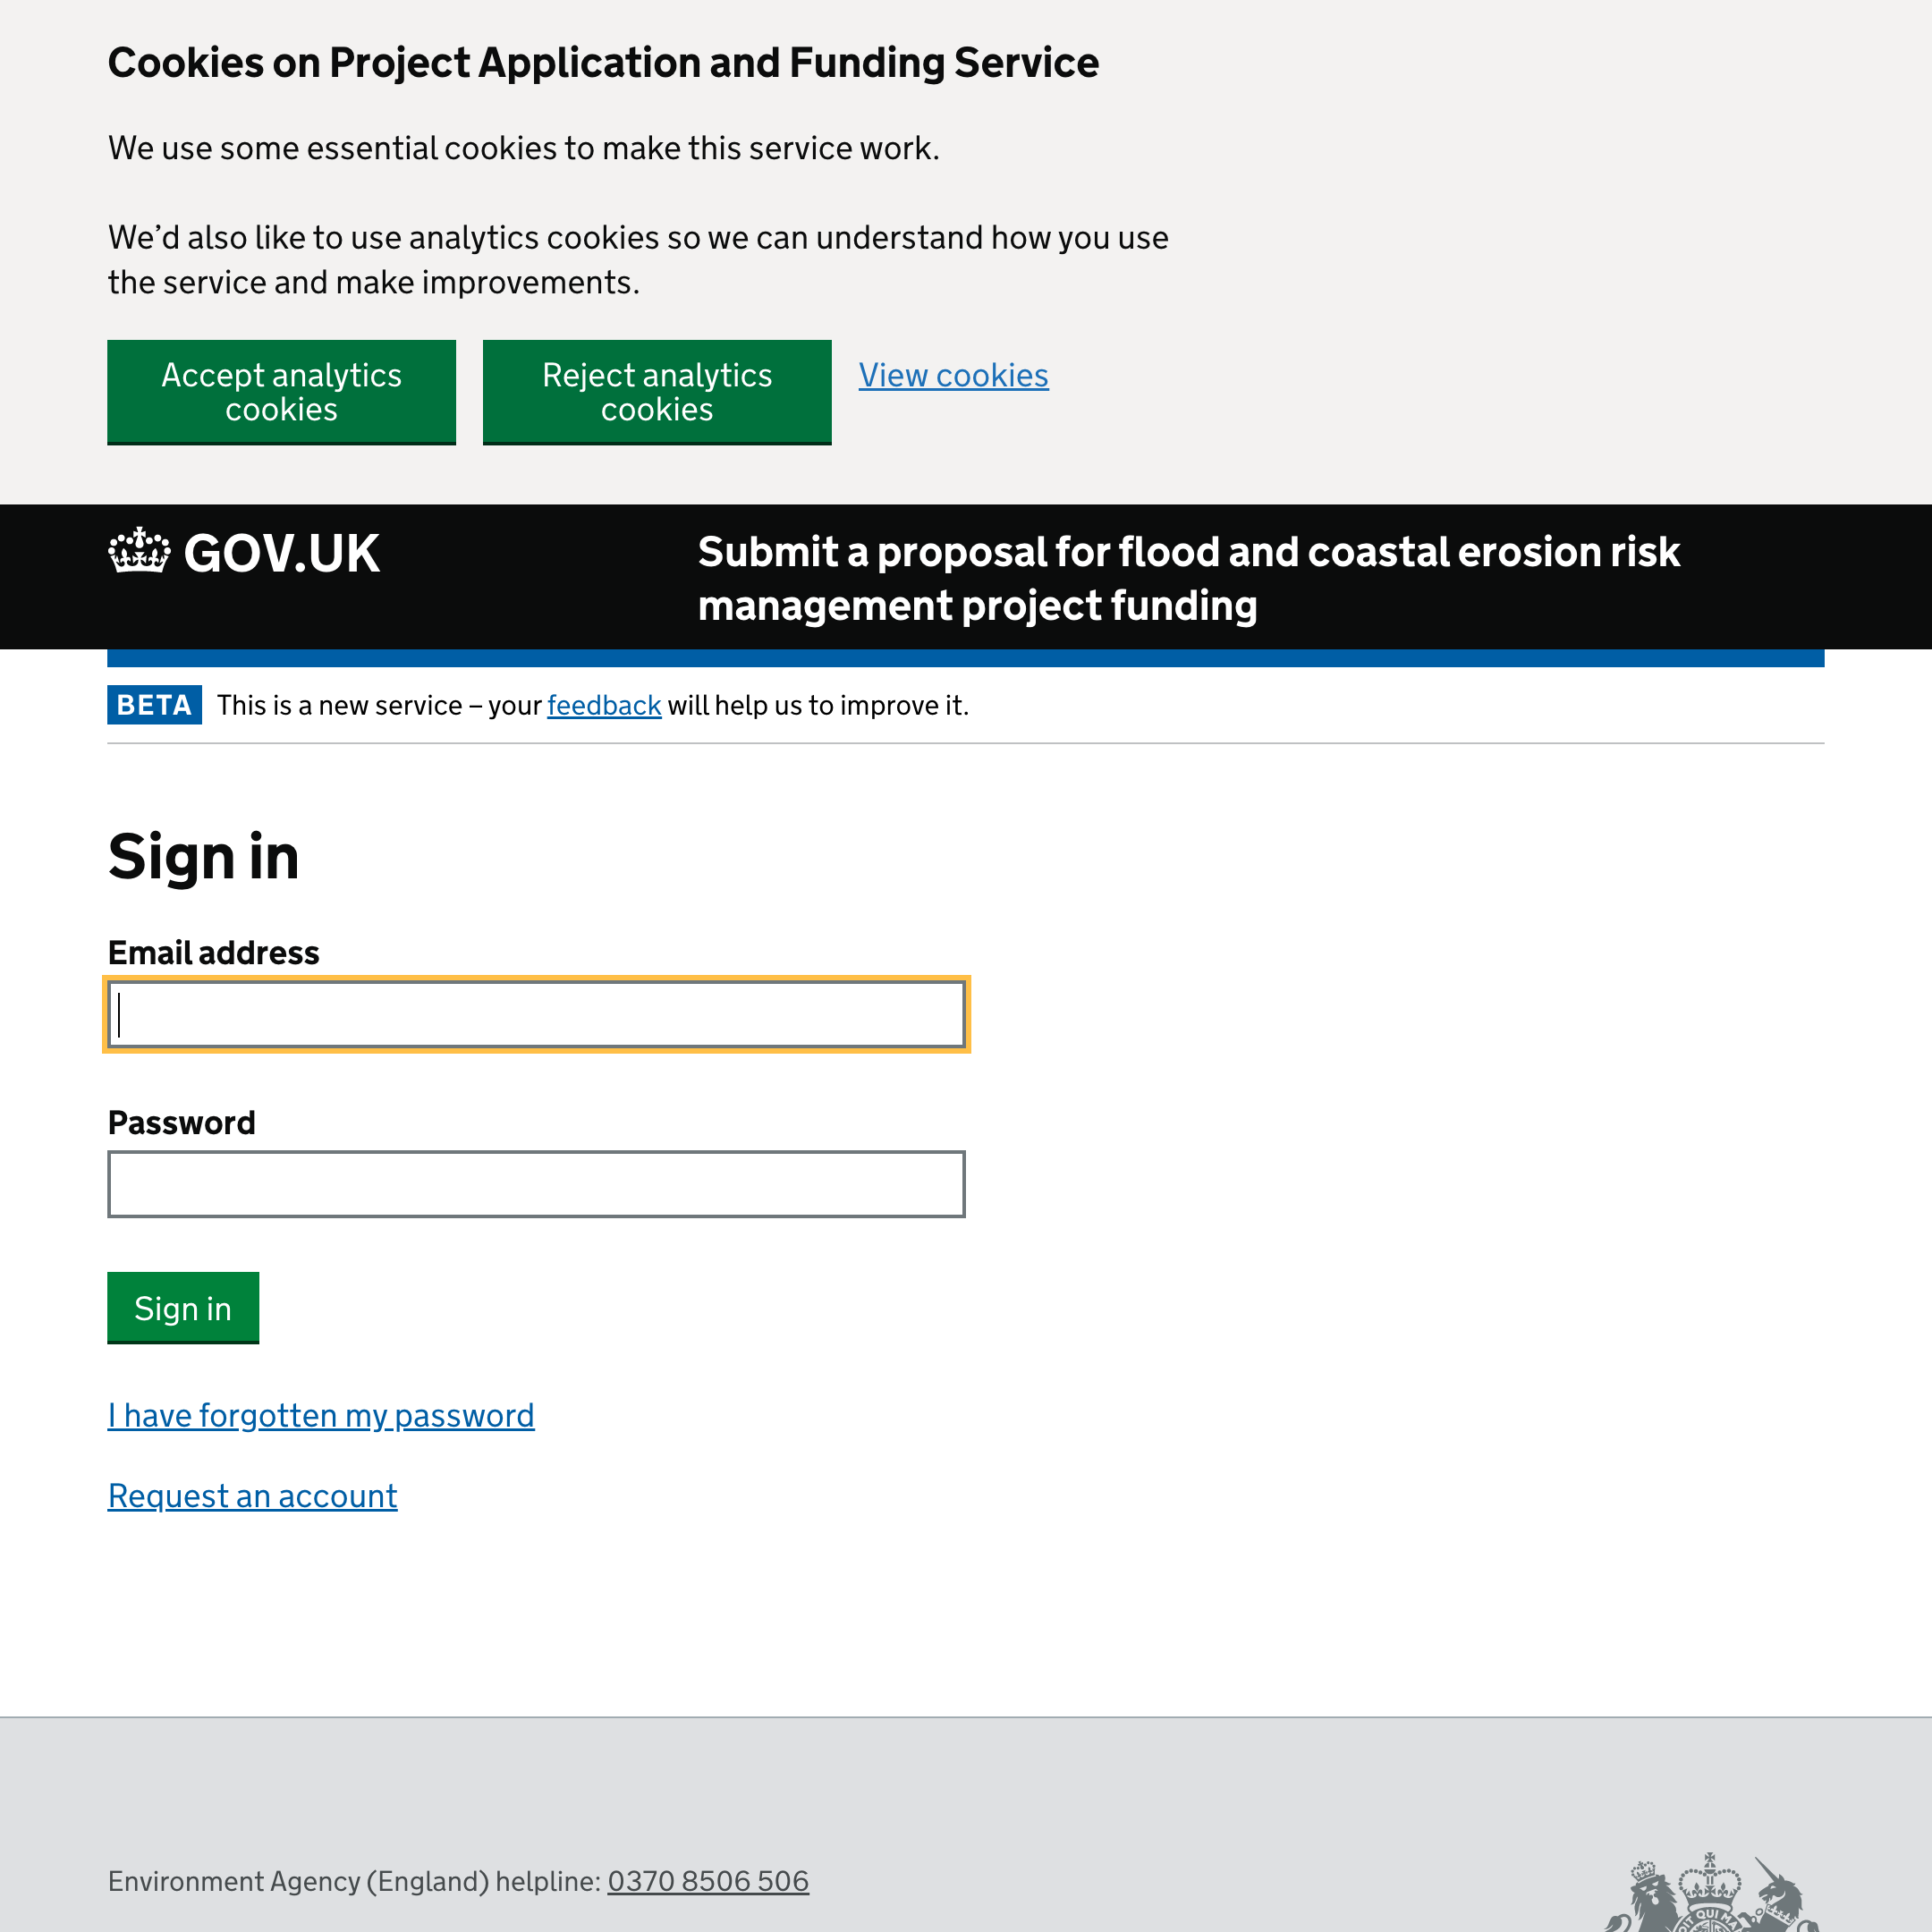 Cookies on Project Application and Funding Service
We use some essential cookies to make this service work.
We’d also like to use analytics cookies so we can understand how you use
the service and make improvements.
Accept analytics
cookies
Reject analytics
cookies
View cookies
GOV.UK
Submit a proposal for flood and coastal erosion risk
management project funding
BETA This is a new service – your feedback will help us to improve it.
Sign in
Email address
Password
Sign in
I have forgotten my password
Request an account
Environment Agency (England) helpline: 0370 8506 506